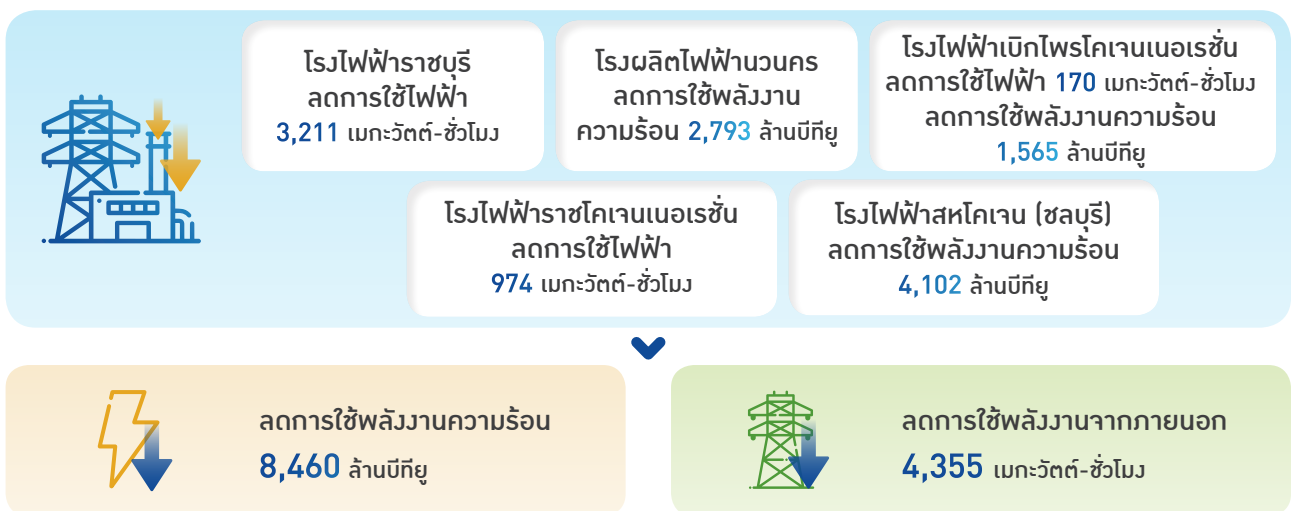 โรงไฟฟ้าราชบุรี
ลดการใช้ไฟฟ้า
3,211 เมกะวัตต์-ชั่วโมง
โรงผลิตไฟฟ้านวนคร
ลดการใช้พลังงาน
ความร้อน 2,793 ล้านบีทียู
โรงไฟฟ้าเบิกไพรโคเจนเนอเรชั่น
ลดการใช้ไฟฟ้า 170 เมกะวัตต์-ชั่วโมง
ลดการใช้พลังงานความร้อน
1,565 ล้านบีทียู
โรงไฟฟ้าราชโคเจนเนอเรชั่น
ลดการใช้ไฟฟ้า
974 เมกะวัตต์-ชั่วโมง
โรงไฟฟ้าสหโคเจน (ชลบุรี)
ลดการใช้พลังงานความร้อน
4,102 ล้านบีทียู
ลดการใช้พลังงานความร้อน
8,460 ล้านบีทียู
ลดการใช้พลังงานจากภายนอก
4,355 เมกะวัตต์-ชั่วโมง